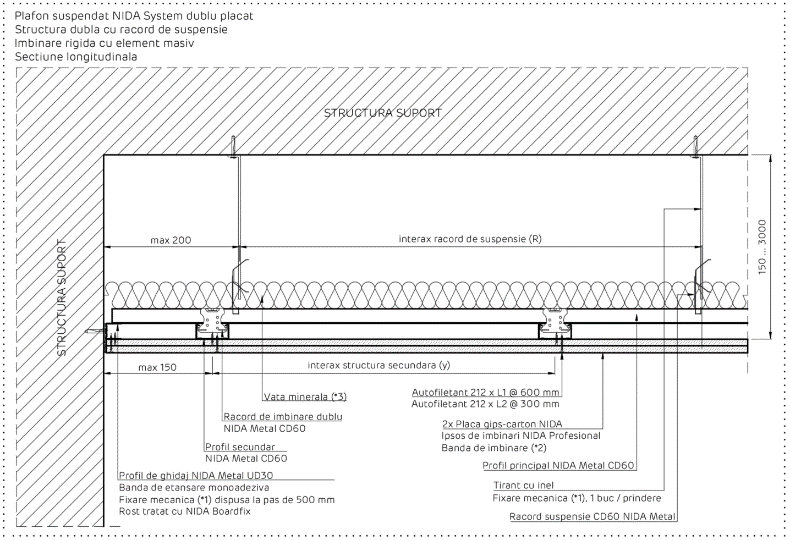 Plafon suspendat NIDA System dublu placat
Structura dubla cu racord de suspensie
Imbinare rigida cu element masiv
Sectiune longitudinala
STRUCTURA SUPORT
STRUCTURA SUPORT
max 200
interax racord de suspensie (R)
150 ... 3000
max 150
interax structura secundara (y)
Vata minerala (*3)
Autofiletant 212 x L1 @ 600 mm
Autofiletant 212 x L2 @ 300 mm
Racord de imbinare dublu
NIDA Metal CD60
2x Placa gips-carton NIDA
Ipsos de imbinari NIDA Profesional
Banda de imbinare (*2)
Profil secundar
NIDA Metal CD60
Profil principal NIDA Metal CD60
Profil de ghidaj NIDA Metal UD30
Banda de etansare monoadeziva
Fixare mecanica (*1) dispusa la pas de 500 mm
Rost tratat cu NIDA Boardfix
Tirant cu inel
Fixare mecanica (*1), 1 buc / prindere
Racord suspensie CD60 NIDA Metal